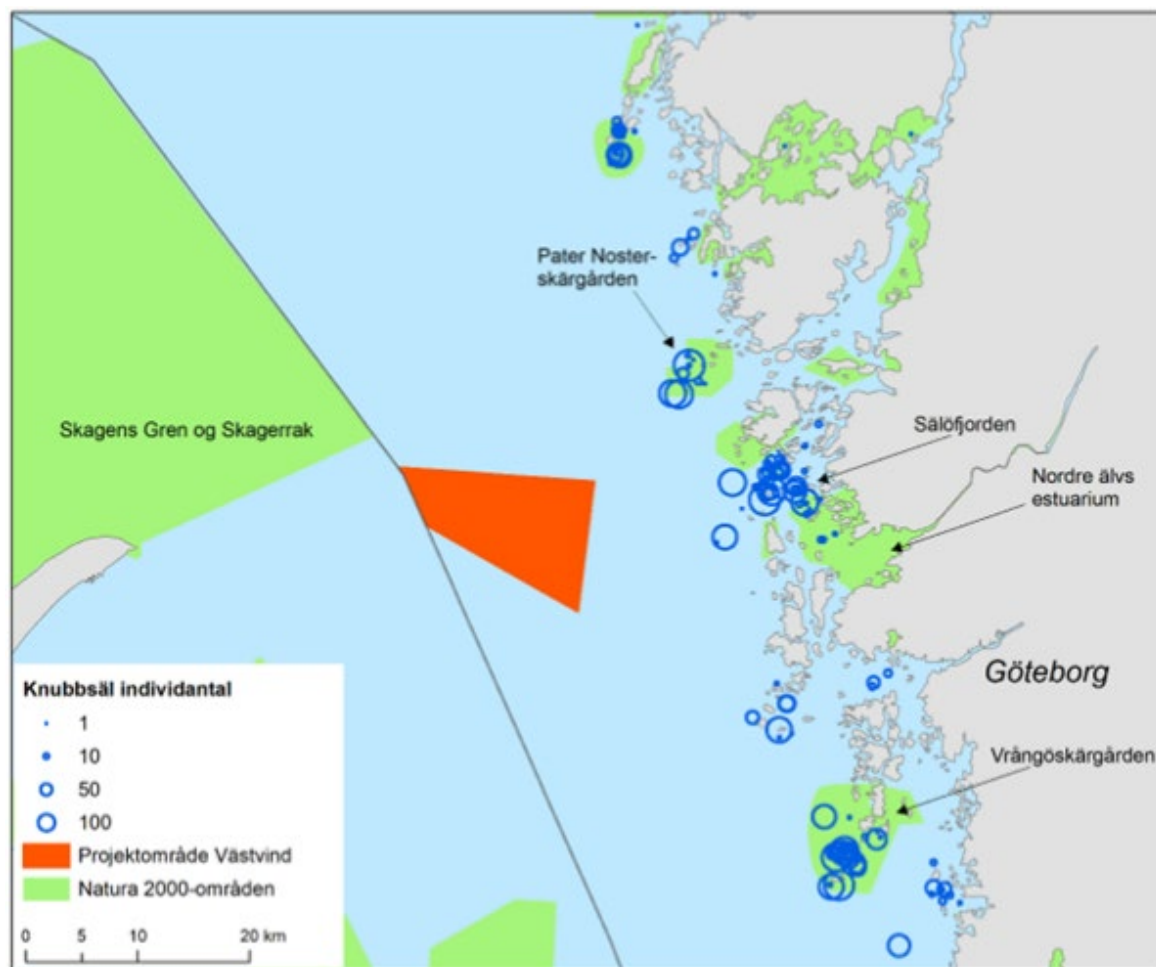 Pater Noster-
skärgården
Skagens Gren og Skagerrak
Sälöfjorden
Nordre älvs
estuarium
Göteborg
Vrångöskärgården
Knubbsäl individantal
1
10
50
100
Projektområde Västvind
Natura 2000-områden
0 5 10 20 km